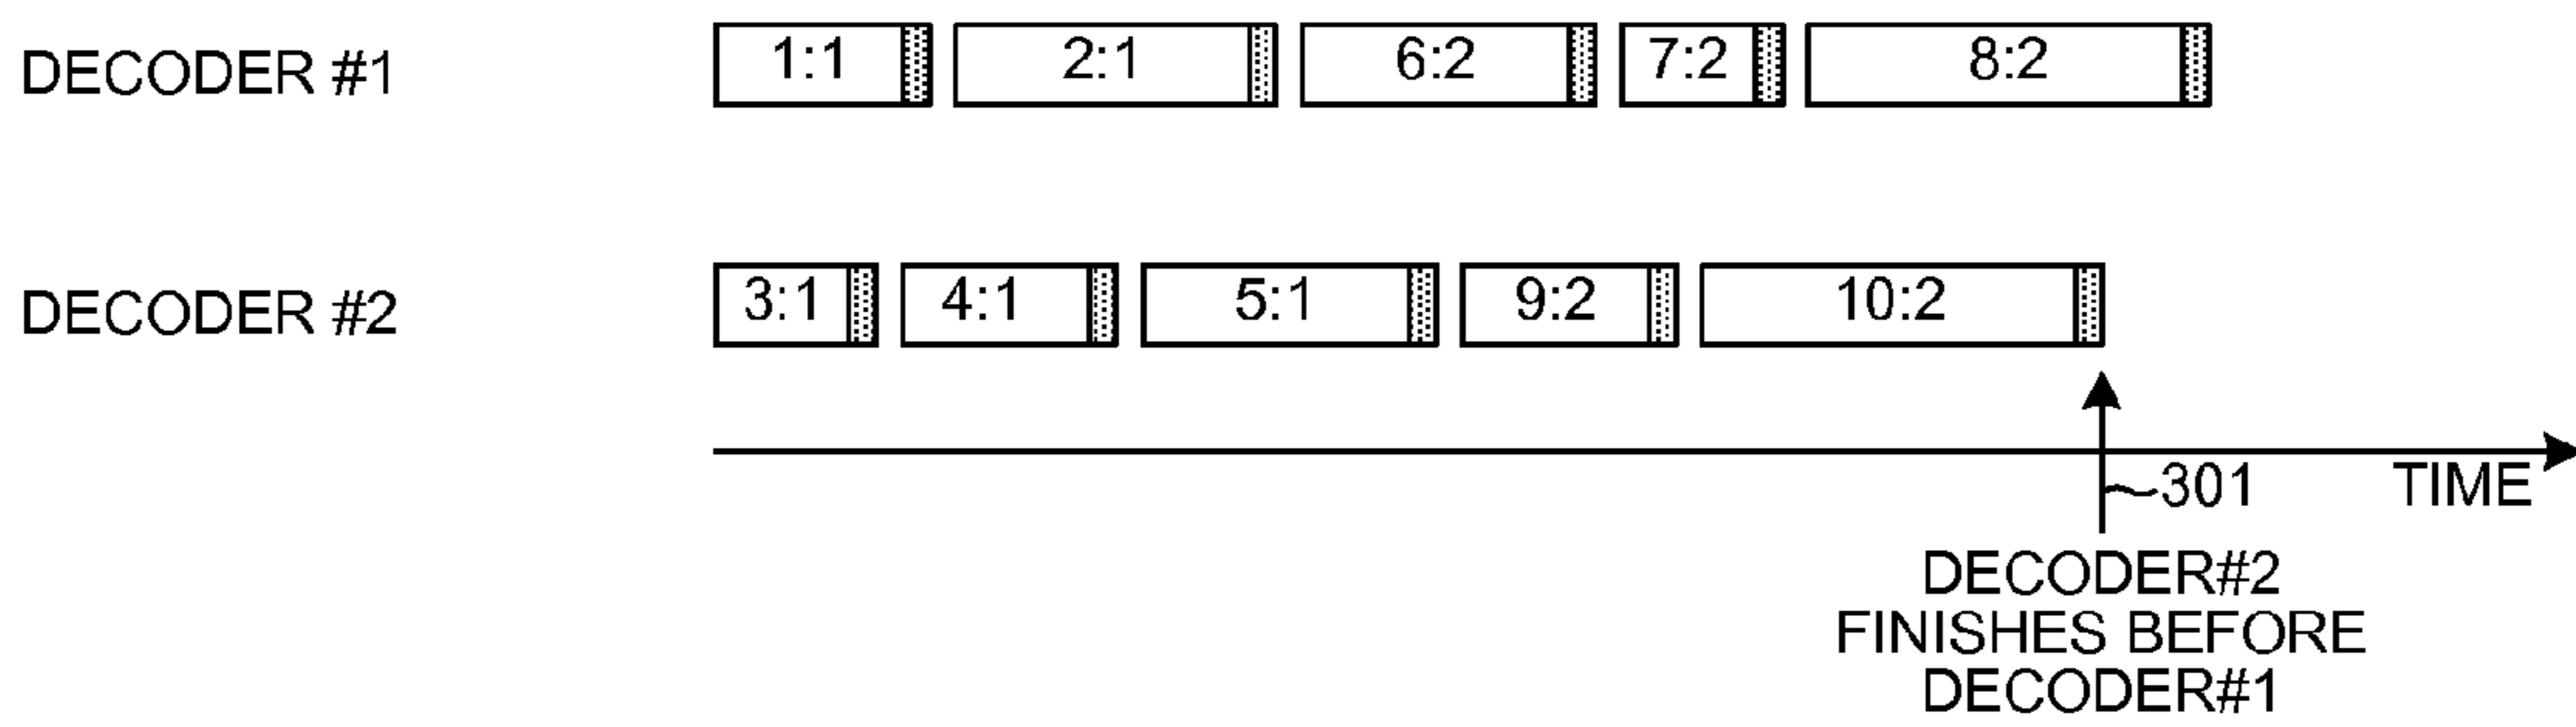 DECODER #1 1:1 2:1 6:2 7:2 8:2
DECODER #2 3:1 4:1 5:1 9:2 10:2
301 TIME
DECODER#2
FINISHES BEFORE
DECODER#1